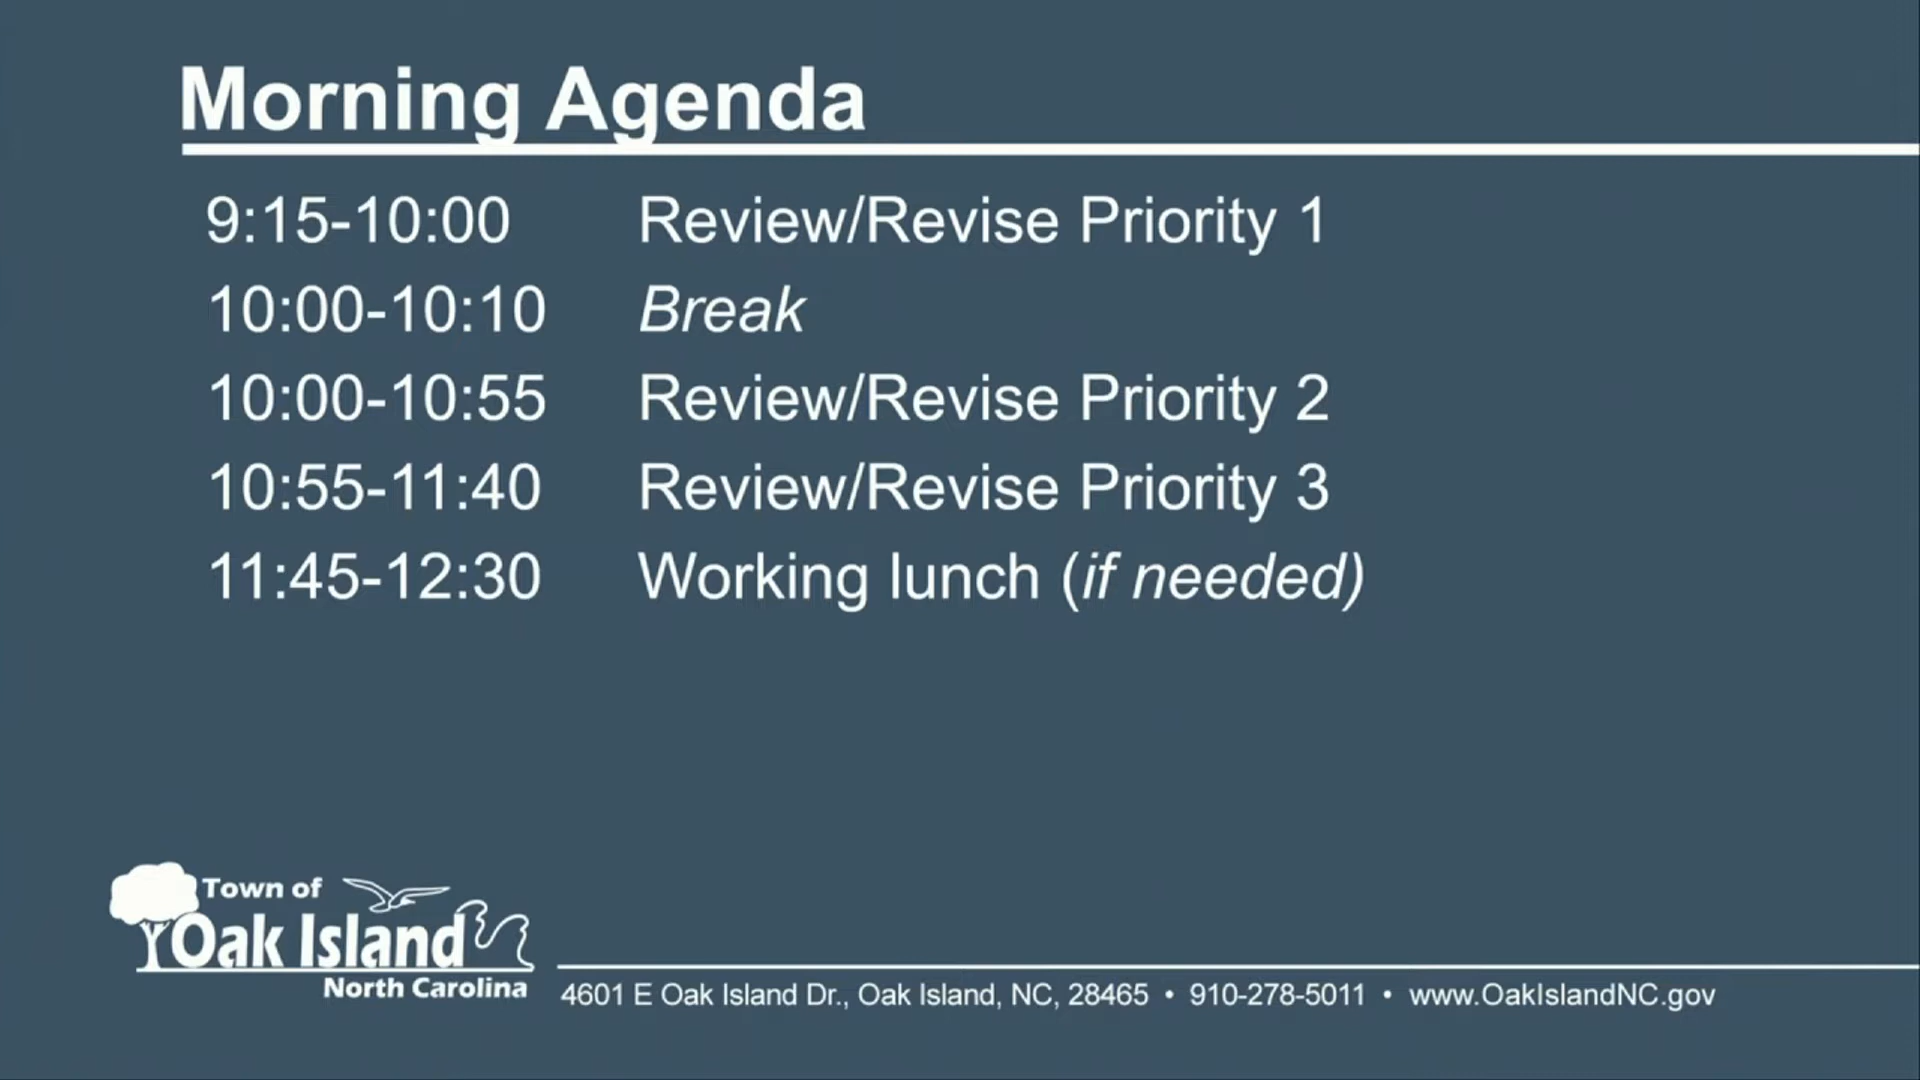 Morning Agenda
9:15-10:00 Review/Revise Priority 1
10:00-10:10 Break
10:00-10:55 Review/Revise Priority 2
10:55-11:40 Review/Revise Priority 3
11:45-12:30 Working lunch (if needed)
Town of
Oak Island
North Carolina
4601 E Oak Island Dr., Oak Island, NC, 28465 • 910-278-5011 • www.OakIslandNC.gov